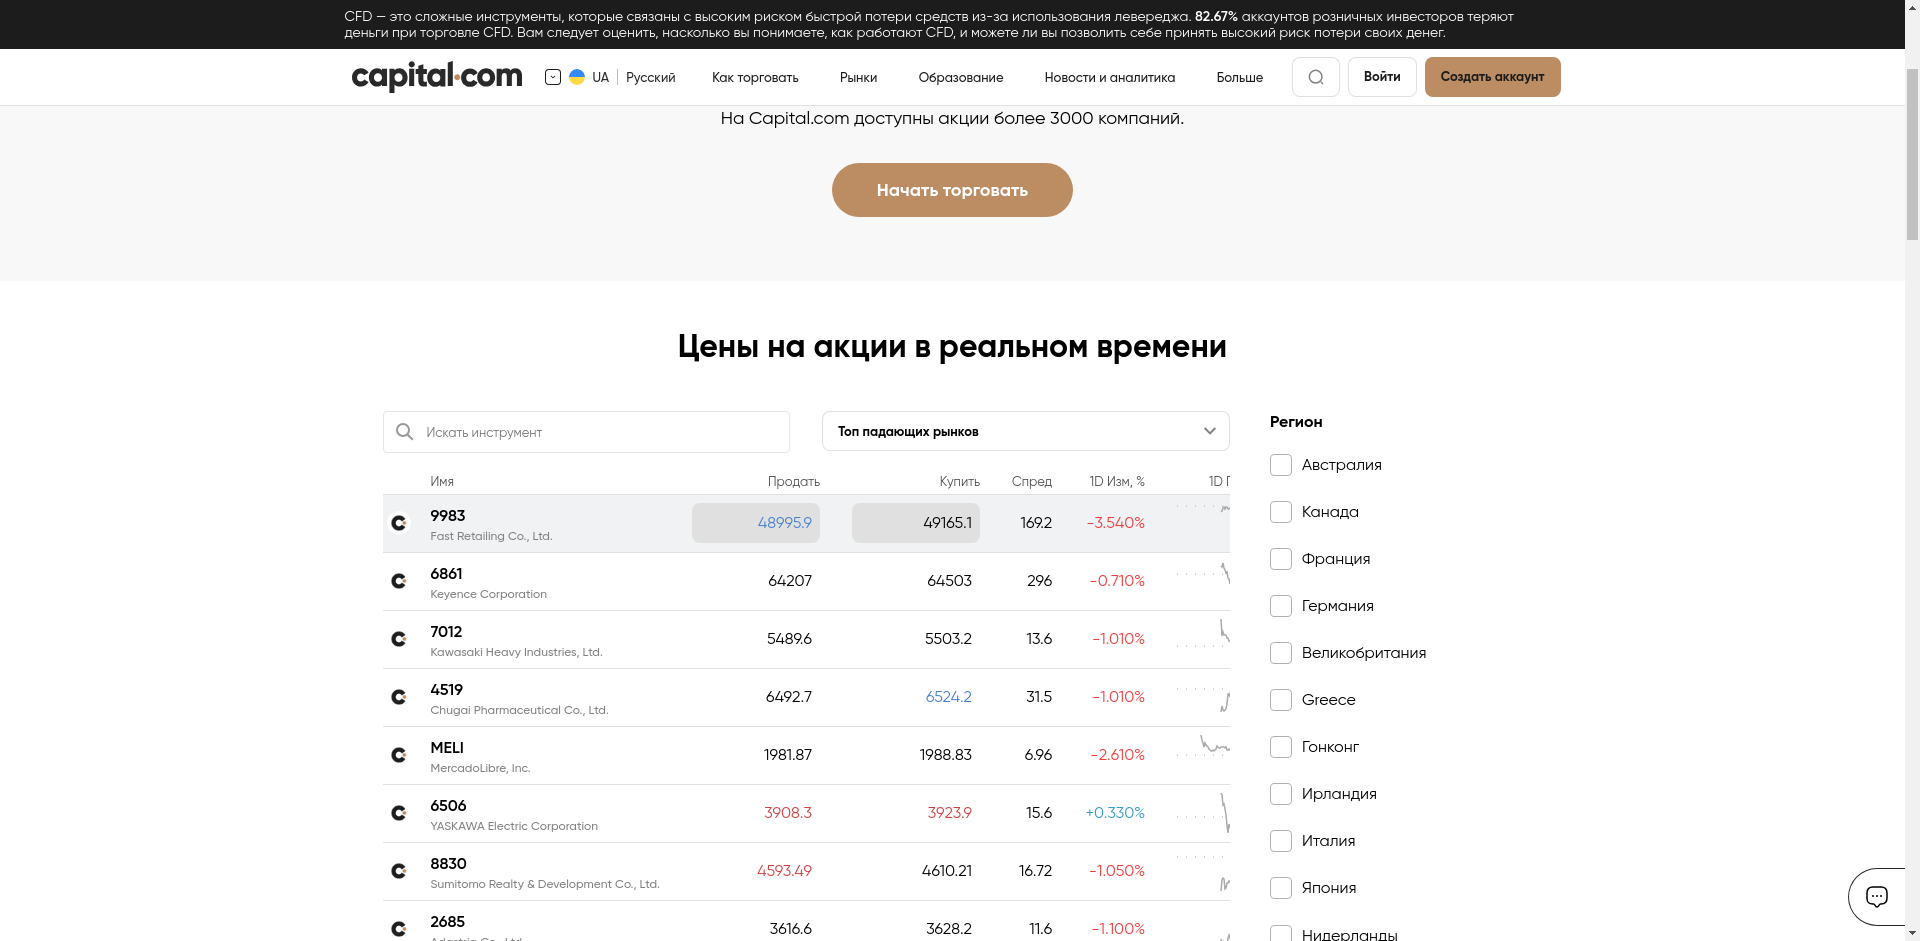 CFD — это сложные инструменты, которые связаны с высоким риском быстрой потери средств из-за использования левереджа. 82.67% аккаунтов розничных инвесторов теряют
деньги при торговле CFD. Вам следует оценить, насколько вы понимаете, как работают CFD, и можете ли вы позволить себе принять высокий риск потери своих денег.
capital.com UA Русский Как торговать Рынки Образование Новости и аналитика Больше Войти Создать аккаунт
На Capital.com доступны акции более 3000 компаний.
Начать торговать
Цены на акции в реальном времени
Искать инструмент Топ падающих рынков
Имя Продать Купить Спред 1D Изм, % 1D
9983 48995.9 49165.1 169.2 -3.540%
Fast Retailing Co., Ltd.
6861 64207 64503 296 -0.710%
Keyence Corporation
7012 5489.6 5503.2 13.6 -1.010%
Kawasaki Heavy Industries, Ltd.
4519 6492.7 6524.2 31.5 -1.010%
Chugai Pharmaceutical Co., Ltd.
MELI 1981.87 1988.83 6.96 -2.610%
MercadoLibre, Inc.
6506 3908.3 3923.9 15.6 +0.330%
YASKAWA Electric Corporation
8830 4593.49 4610.21 16.72 -1.050%
Sumitomo Realty & Development Co., Ltd.
2685 3616.6 3628.2 11.6 -1.100%
Регион
Австралия
Канада
Франция
Германия
Великобритания
Greece
Гонконг
Ирландия
Италия
Япония
Нидерланды